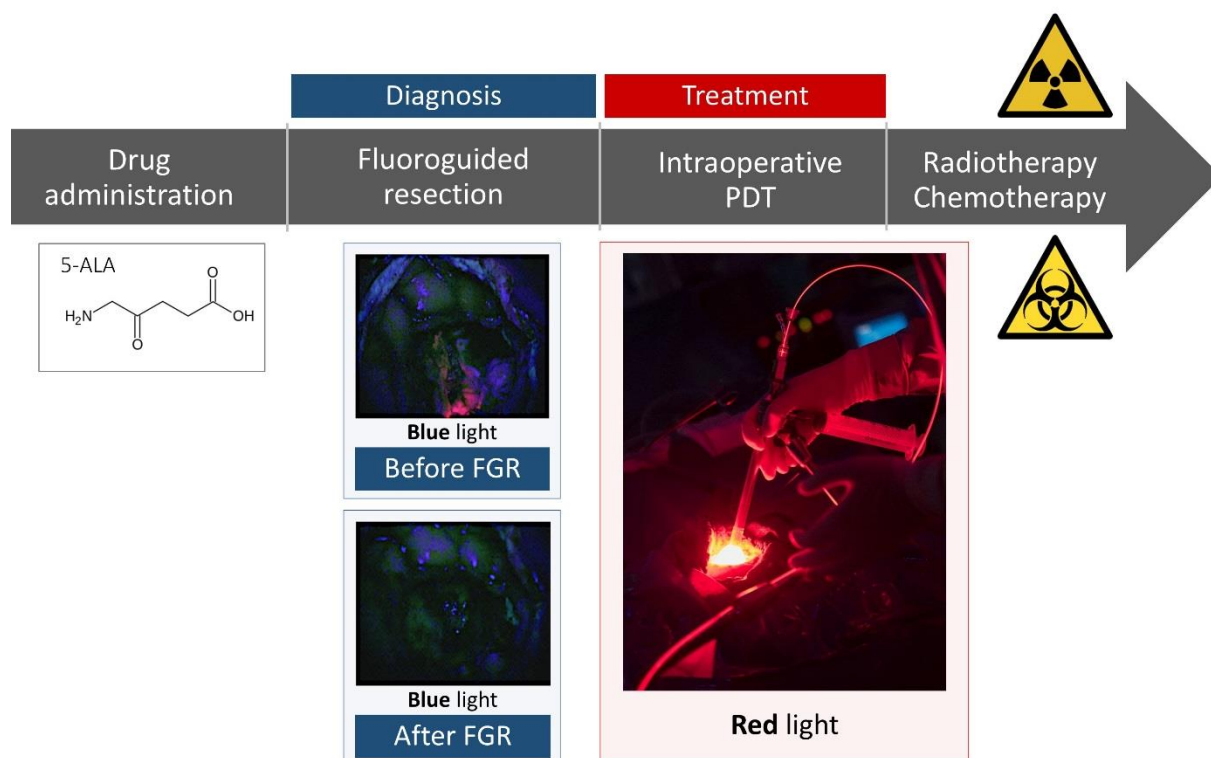 Diagnosis
Treatment
Drug
administration
Fluoroguided
resection
Intraoperative
PDT
Radiotherapy
Chemotherapy
5-ALA
H₂N
O
O
OH
Blue light
Before FGR
Blue light
After FGR
Red light